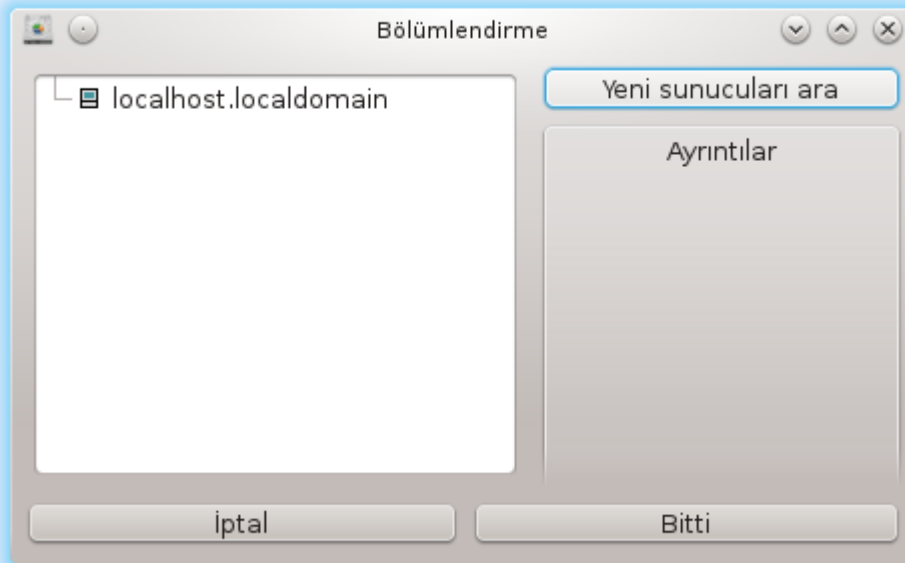 Bölümlendirme
localhost.localdomain
Yeni sunucuları ara
Ayrıntılar
İptal
Bitti